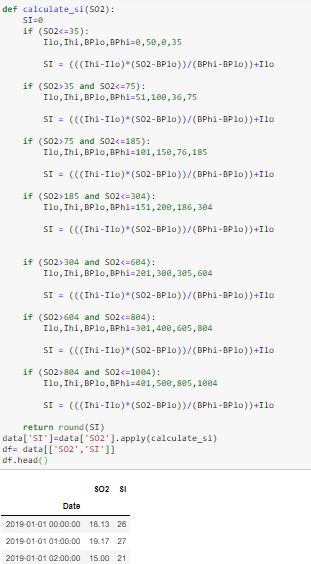 def calculate_si(SO2):
    SI=0
    if (SO2<=35):
        Ilo,Ihi,BPlo,BPhi=0,50,0,35
        SI = (((Ihi-Ilo)*(SO2-BPlo))/(BPhi-BPlo))+Ilo
    if (SO2>35 and SO2<=75):
        Ilo,Ihi,BPlo,BPhi=51,100,36,75
        SI = (((Ihi-Ilo)*(SO2-BPlo))/(BPhi-BPlo))+Ilo
    if (SO2>75 and SO2<=185):
        Ilo,Ihi,BPlo,BPhi=101,150,76,185
        SI = (((Ihi-Ilo)*(SO2-BPlo))/(BPhi-BPlo))+Ilo
    if (SO2>185 and SO2<=304):
        Ilo,Ihi,BPlo,BPhi=151,200,186,304
        SI = (((Ihi-Ilo)*(SO2-BPlo))/(BPhi-BPlo))+Ilo
    if (SO2>304 and SO2<=604):
        Ilo,Ihi,BPlo,BPhi=201,300,305,604
        SI = (((Ihi-Ilo)*(SO2-BPlo))/(BPhi-BPlo))+Ilo
    if (SO2>604 and SO2<=804):
        Ilo,Ihi,BPlo,BPhi=301,400,605,804
        SI = (((Ihi-Ilo)*(SO2-BPlo))/(BPhi-BPlo))+Ilo
    if (SO2>804 and SO2<=1004):
        Ilo,Ihi,BPlo,BPhi=401,500,805,1004
        SI = (((Ihi-Ilo)*(SO2-BPlo))/(BPhi-BPlo))+Ilo
    return round(SI)
data['SI']=data['SO2'].apply(calculate_si)
df= data[['SO2','SI']]
df.head()
SO2 SI
Date
2019-01-01 00:00:00 18.13 26
2019-01-01 01:00:00 19.17 27
2019-01-01 02:00:00 15.00 21